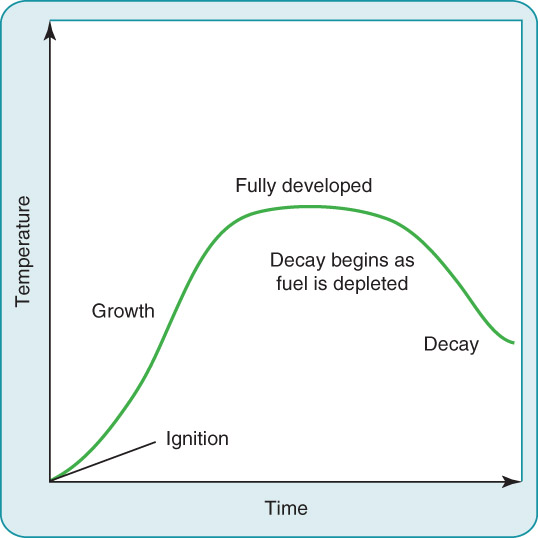 Fully developed
Decay begins as
fuel is depleted
Growth
Decay
Ignition
Temperature
Time